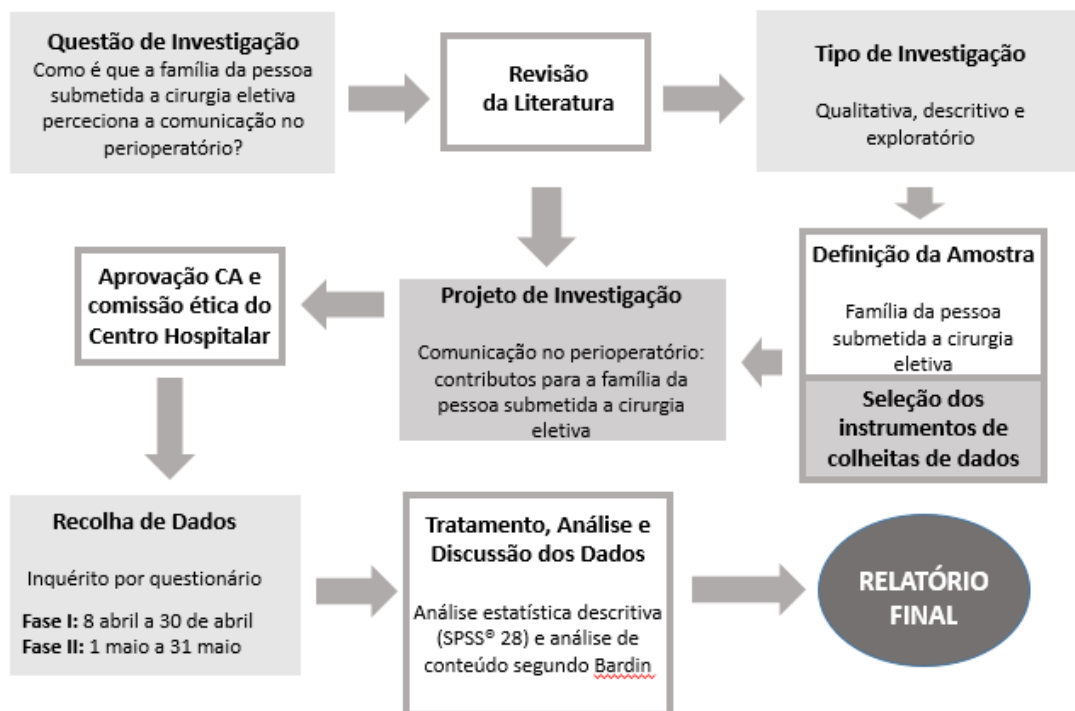 Questão de Investigação
Como é que a família da pessoa
submetida a cirurgia eletiva
perceciona a comunicação no
perioperatório?
Revisão
da Literatura
Tipo de Investigação
Qualitativa, descritivo e
exploratório
Definição da Amostra
Família da pessoa
submetida a cirurgia
eletiva
Seleção dos
instrumentos de
colheitas de dados
Projeto de Investigação
Comunicação no perioperatório:
contributos para a família da
pessoa submetida a cirurgia
eletiva
Aprovação CA e
comissão ética do
Centro Hospitalar
Recolha de Dados
Inquérito por questionário
Fase I: 8 abril a 30 de abril
Fase II: 1 maio a 31 maio
Tratamento, Análise e
Discussão dos Dados
Análise estatística descritiva
(SPSS® 28) e análise de
conteúdo segundo Bardin
RELATÓRIO
FINAL